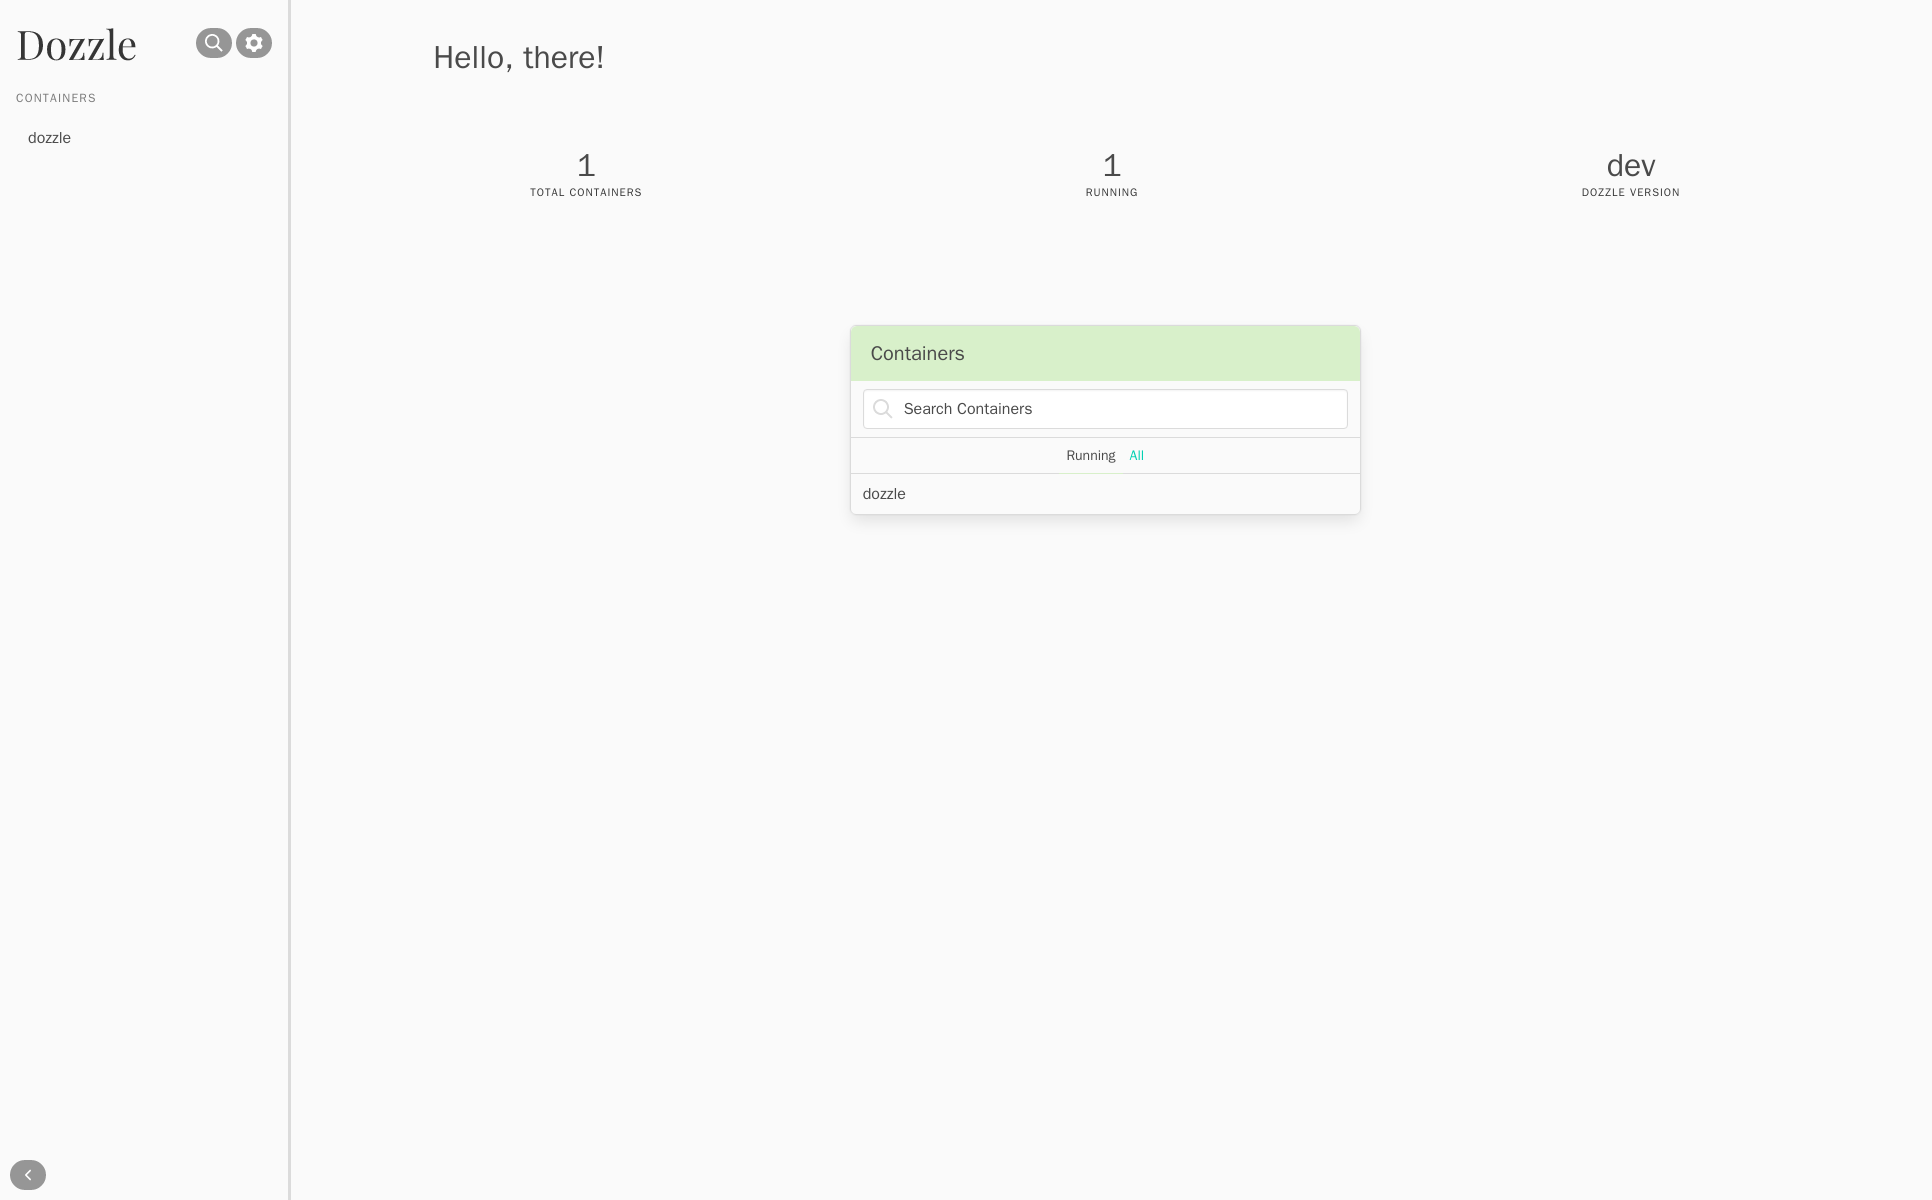 Dozzle
CONTAINERS
dozzle
Hello, there!
1
TOTAL CONTAINERS
1
RUNNING
dev
DOZZLE VERSION
Containers
Search Containers
Running All
dozzle